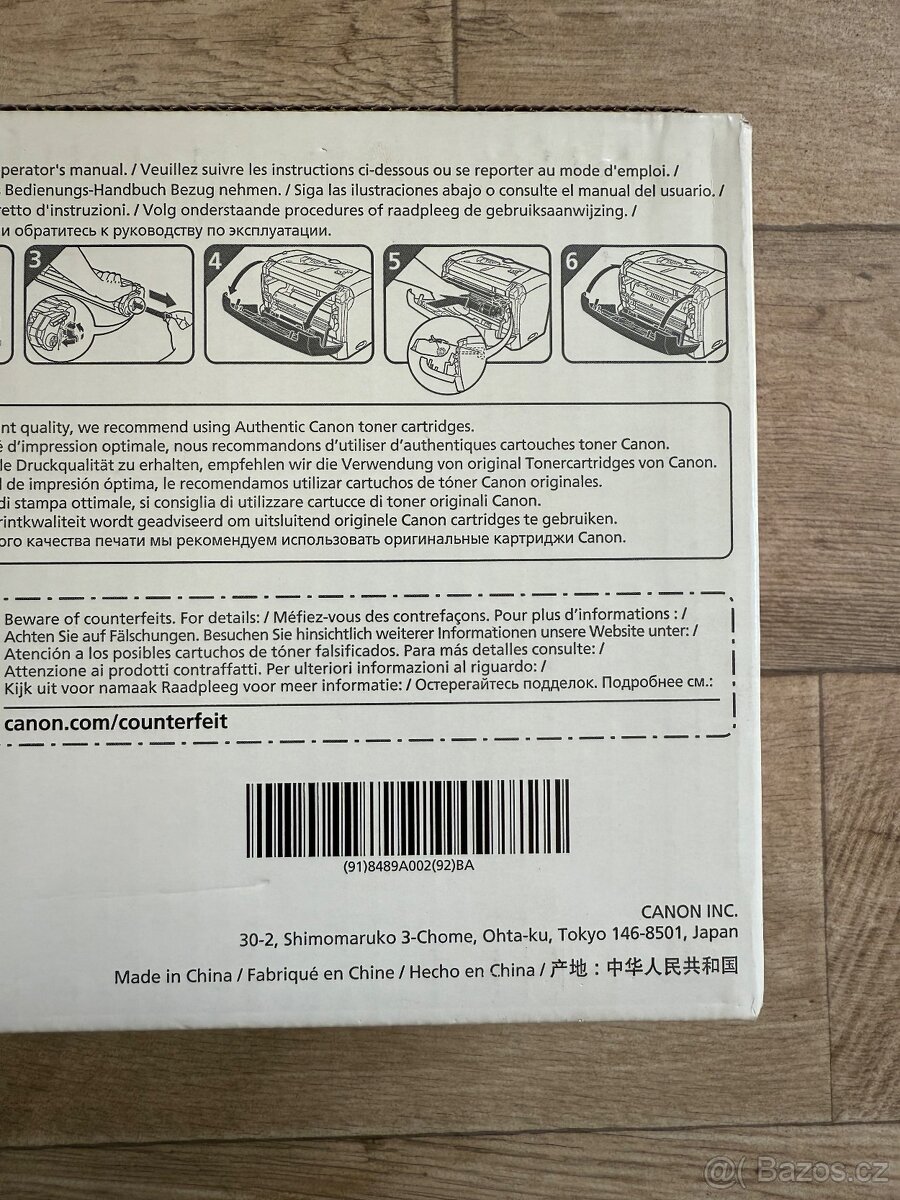 perator's manual. / Veuillez suivre les instructions ci-dessous ou se reporter au mode d'emploi. /
Bedienungs-Handbuch Bezug nehmen. / Siga las ilustraciones abajo o consulte el manual del usuario. /
retto d'instruzioni. / Volg onderstaande procedures of raadpleeg de gebruiksaanwijzing. /
и обратитесь к руководству по эксплуатации.
3 4 5 6
nt quality, we recommend using Authentic Canon toner cartridges.
é d'impression optimale, nous recommandons d'utiliser d'authentiques cartouches toner Canon.
le Druckqualität zu erhalten, empfehlen wir die Verwendung von original Tonercartridges von Canon.
d de impresión óptima, le recomendamos utilizar cartuchos de tóner Canon originales.
di stampa ottimale, si consiglia di utilizzare cartucce di toner originali Canon.
rintkwaliteit wordt geadviseerd om uitsluitend originele Canon cartridges te gebruiken.
ого качества печати мы рекомендуем использовать оригинальные картриджи Canon.
Beware of counterfeits. For details: / Méfiez-vous des contrefaçons. Pour plus d'informations : /
Achten Sie auf Fälschungen. Besuchen Sie hinsichtlich weiterer Informationen unsere Website unter: /
Atención a los posibles cartuchos de tóner falsificados. Para más detalles consulte: /
Attenzione ai prodotti contraffatti. Per ulteriori informazioni al riguardo: /
Kijk uit voor namaak Raadpleeg voor meer informatie: / Остерегайтесь подделок. Подробнее см.:
canon.com/counterfeit
(91)8489A002(92)BA
CANON INC.
30-2, Shimomaruko 3-Chome, Ohta-ku, Tokyo 146-8501, Japan
Made in China / Fabriqué en Chine / Hecho en China / 产地：中华人民共和国
@( Bazos.cz